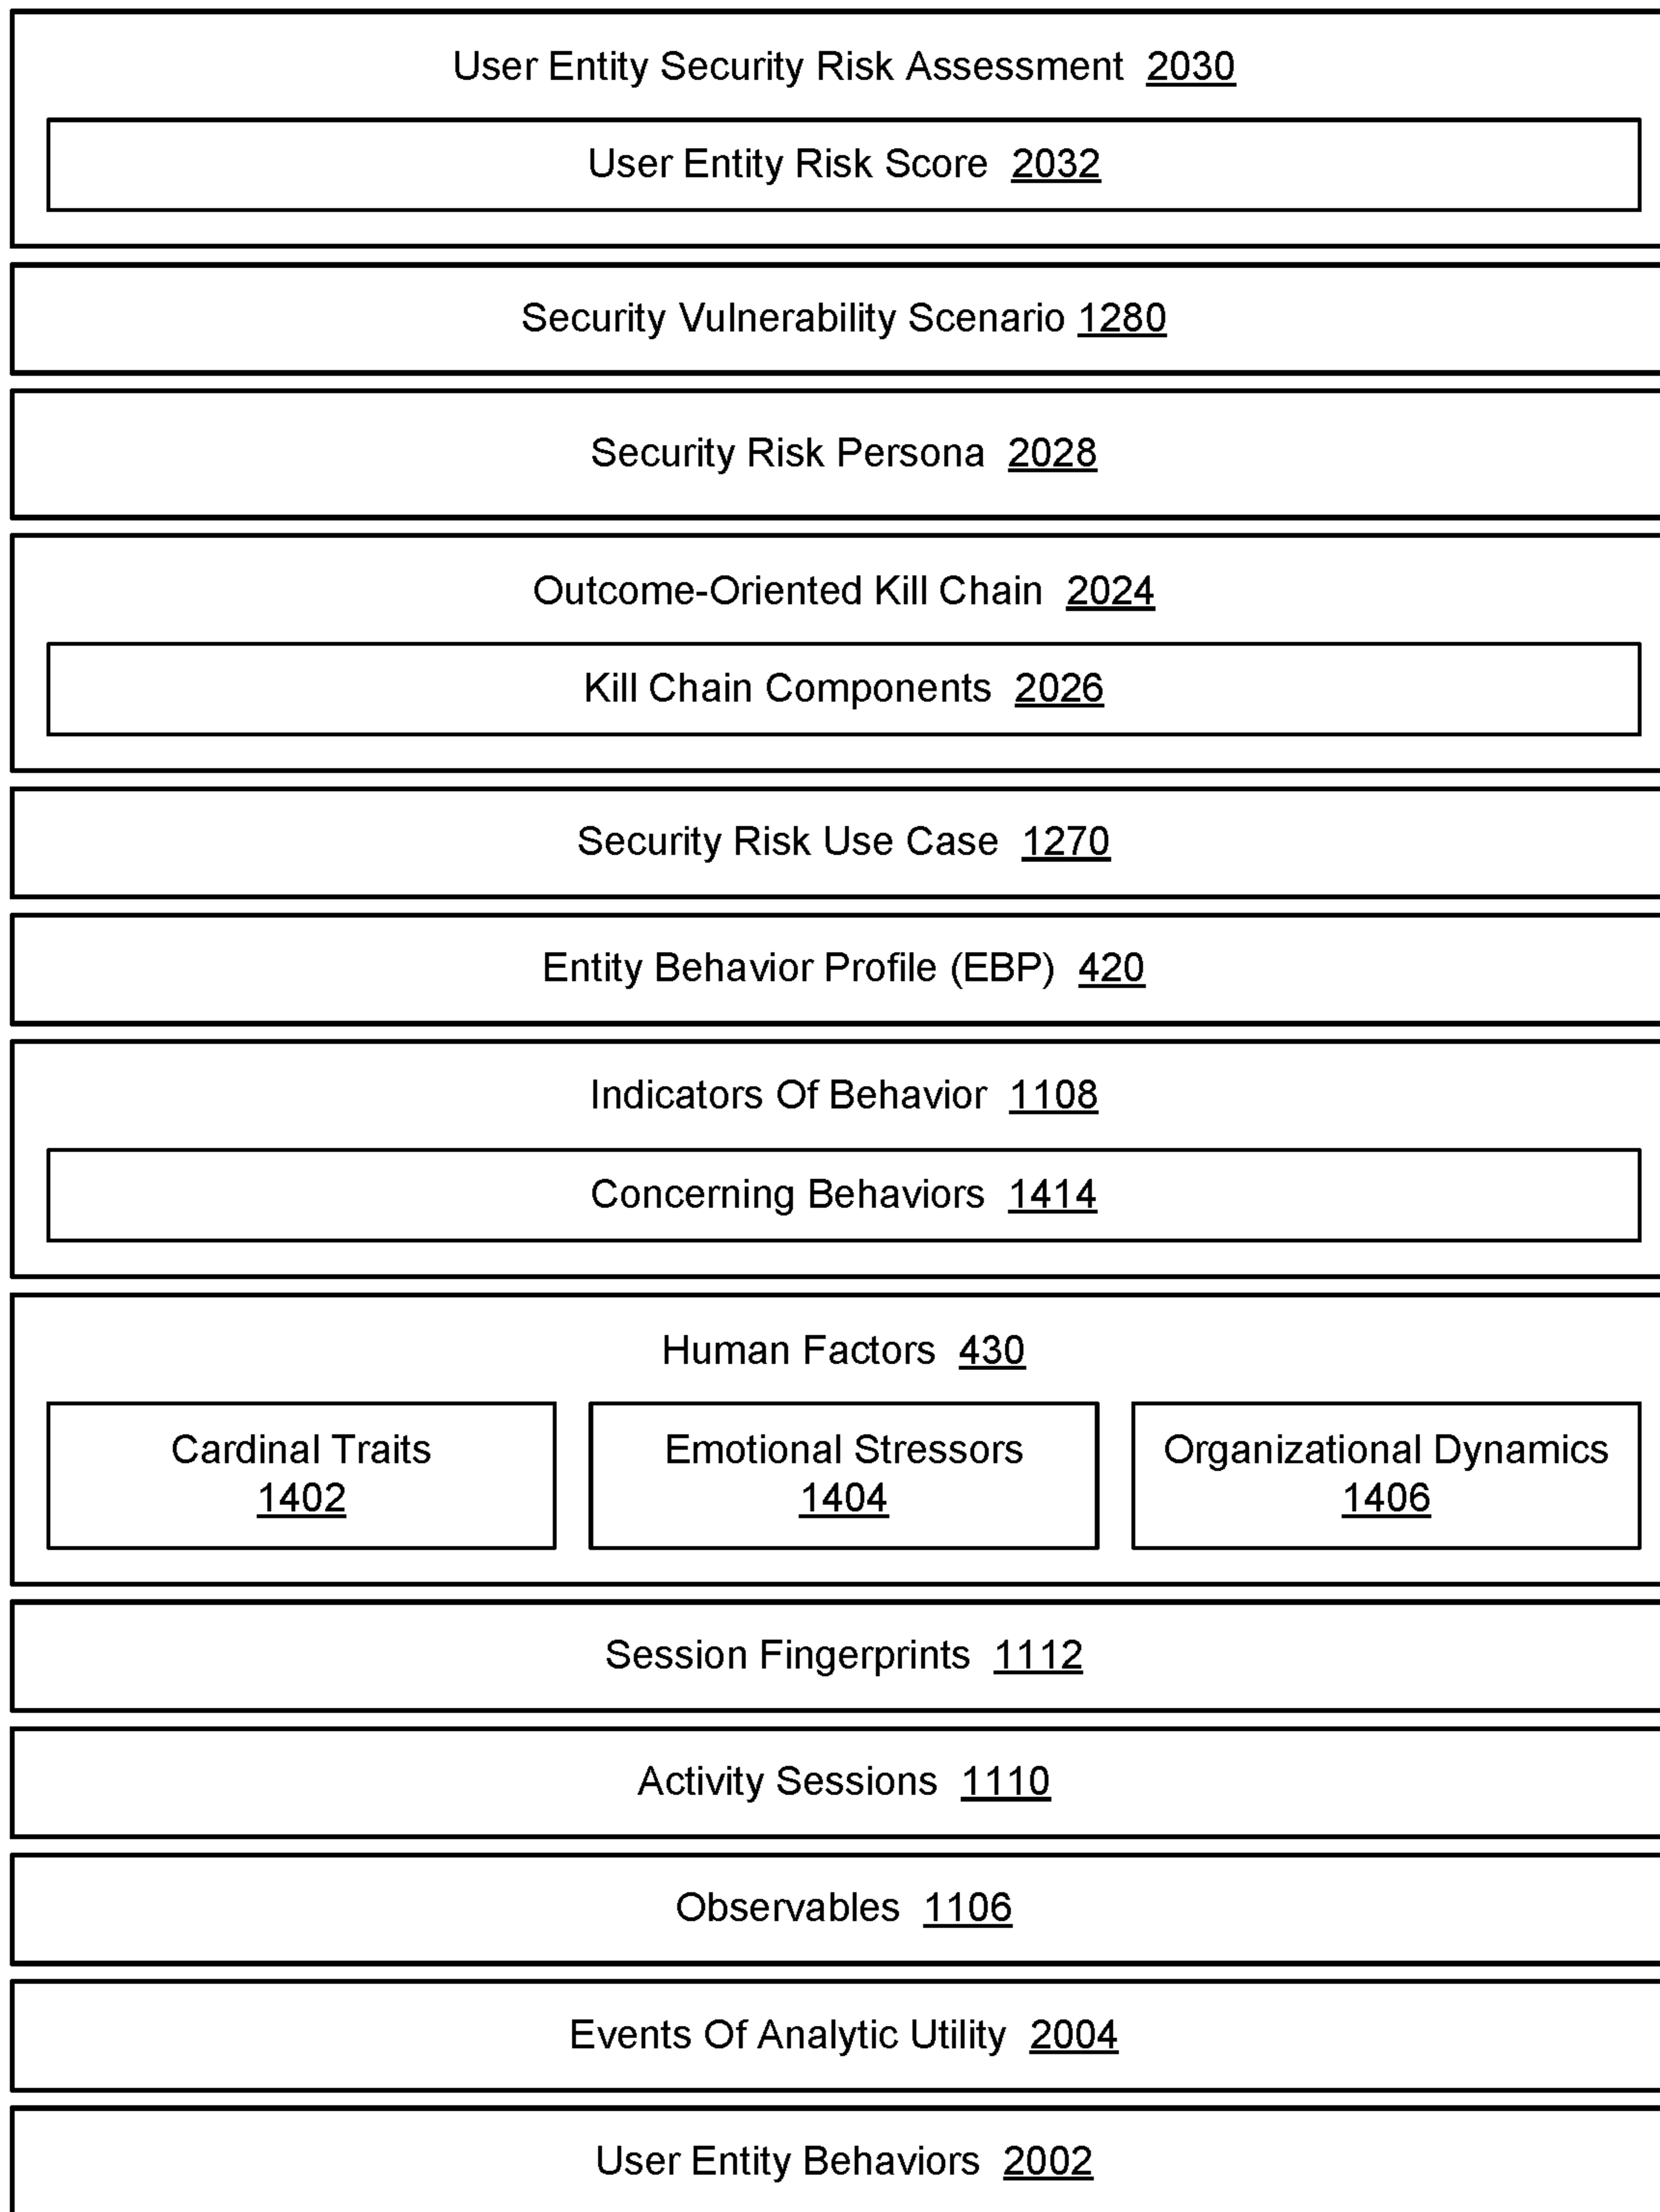 User Entity Security Risk Assessment 2030
User Entity Risk Score 2032
Security Vulnerability Scenario 1280
Security Risk Persona 2028
Outcome-Oriented Kill Chain 2024
Kill Chain Components 2026
Security Risk Use Case 1270
Entity Behavior Profile (EBP) 420
Indicators Of Behavior 1108
Concerning Behaviors 1414
Human Factors 430
Cardinal Traits
1402
Emotional Stressors
1404
Organizational Dynamics
1406
Session Fingerprints 1112
Activity Sessions 1110
Observables 1106
Events Of Analytic Utility 2004
User Entity Behaviors 2002